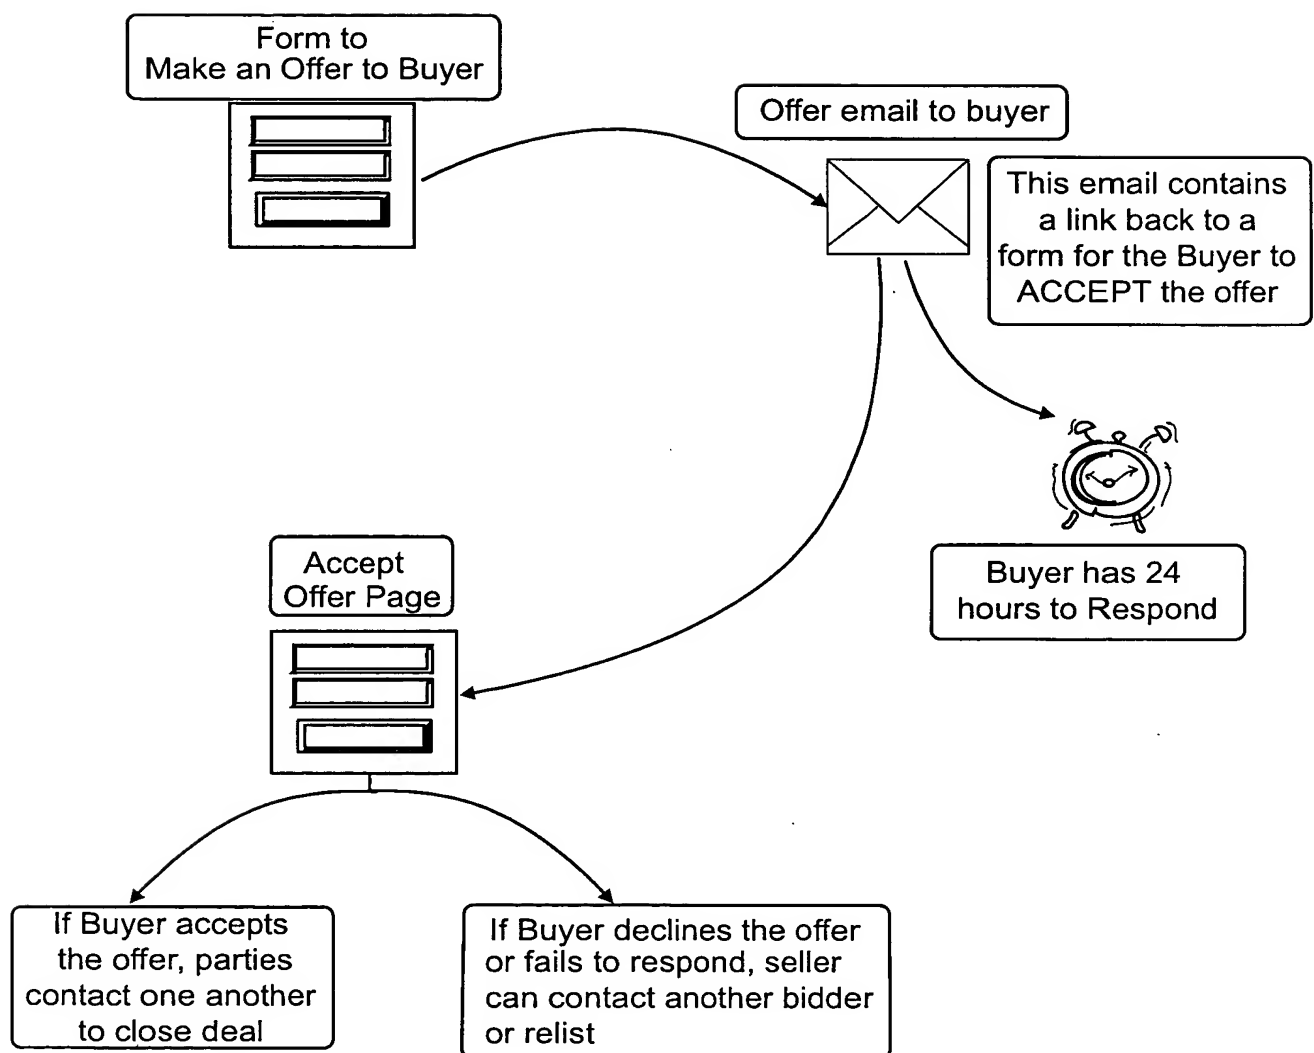 Form to
Make an Offer to Buyer
Offer email to buyer
This email contains
a link back to a
form for the Buyer to
ACCEPT the offer
Buyer has 24
hours to Respond
Accept
Offer Page
If Buyer accepts
the offer, parties
contact one another
to close deal
If Buyer declines the offer
or fails to respond, seller
can contact another bidder
or relist